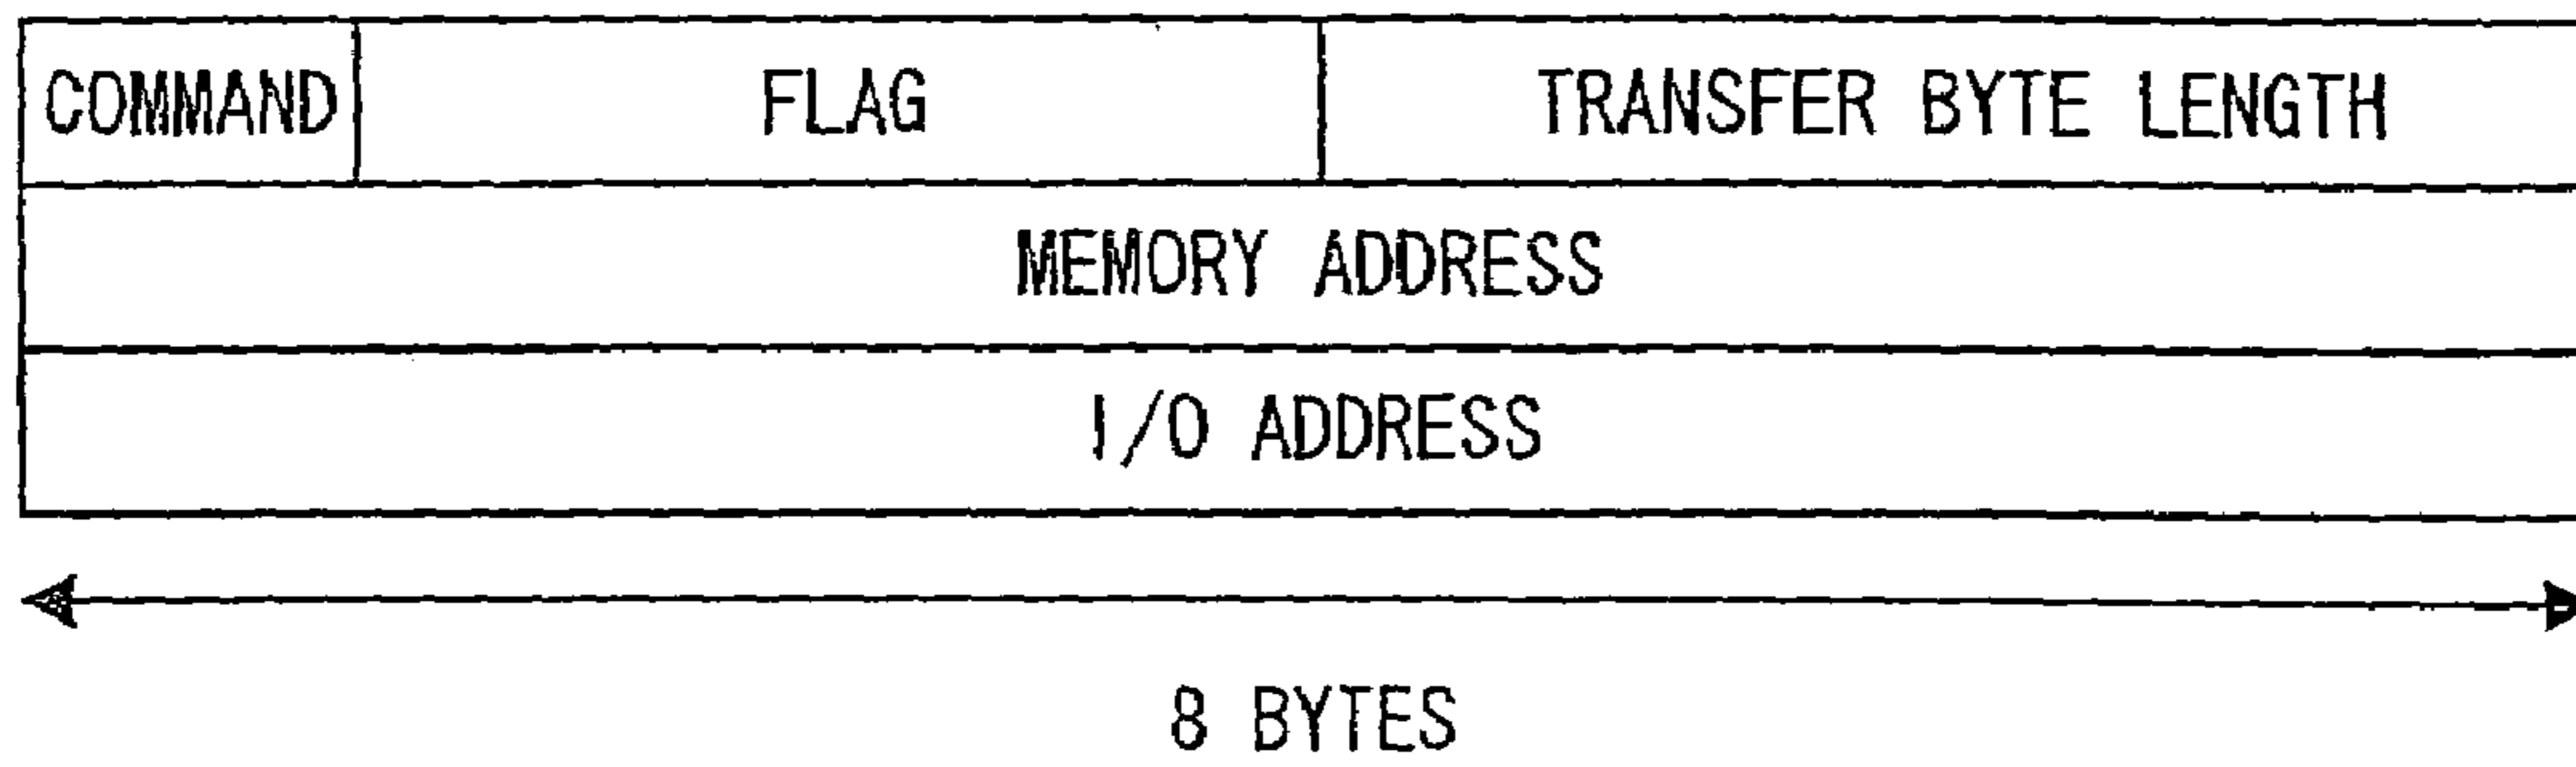 COMMAND FLAG TRANSFER BYTE LENGTH
MEMORY ADDRESS
I/O ADDRESS
8 BYTES